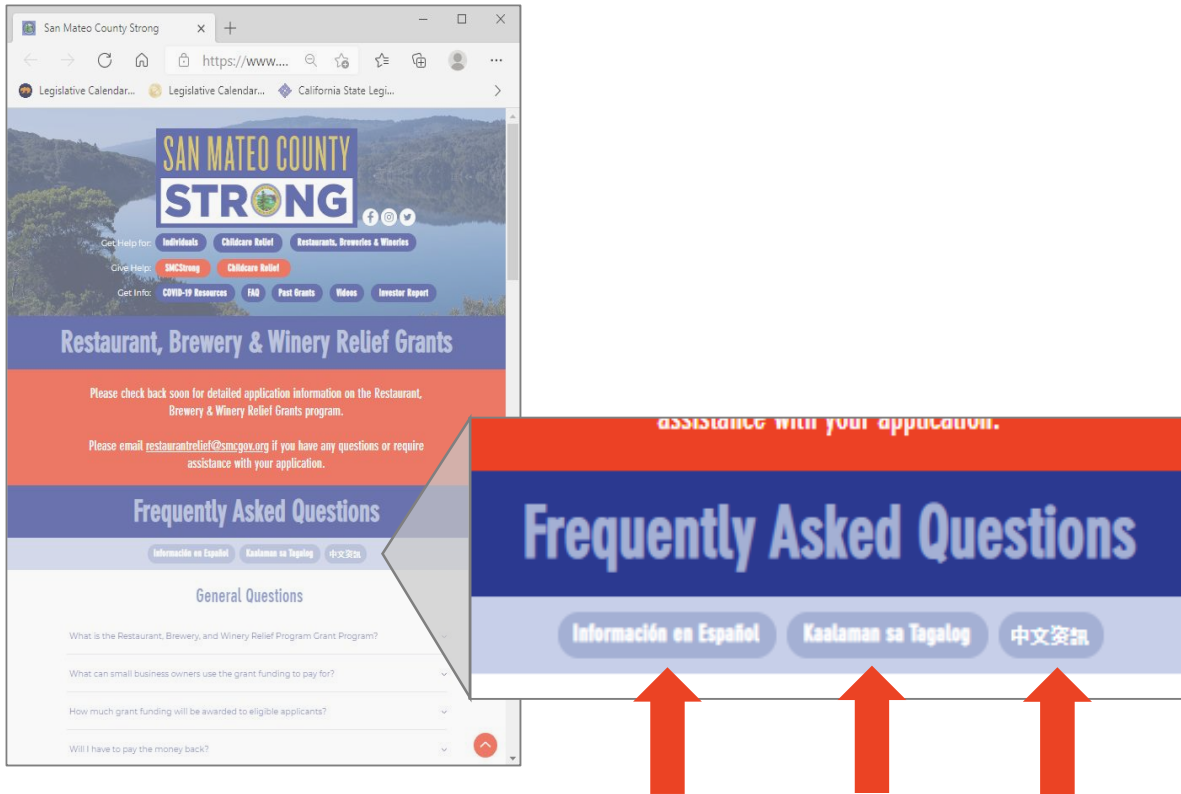 San Mateo County Strong
https://www....
Legislative Calendar...
Legislative Calendar...
California State Legi...
SAN MATEO COUNTY
STRONG
Get Help for: Individuals Childcare Relief Restaurants, Breweries & Wineries
Give Help: SMCStrong Childcare Relief
Get Info: COVID-19 Resources FAQ Past Grants Videos Investor Report
Restaurant, Brewery & Winery Relief Grants
Please check back soon for detailed application information on the Restaurant,
Brewery & Winery Relief Grants program.
Please email restaurantrelief@smcgov.org if you have any questions or require
assistance with your application.
Frequently Asked Questions
Información en Español Kaalaman sa Tagalog 中文资訊
General Questions
What is the Restaurant, Brewery, and Winery Relief Program Grant Program?
What can small business owners use the grant funding to pay for?
How much grant funding will be awarded to eligible applicants?
Will I have to pay the money back?
assistance with your application.
Frequently Asked Questions
Información en Español Kaalaman sa Tagalog 中文资訊